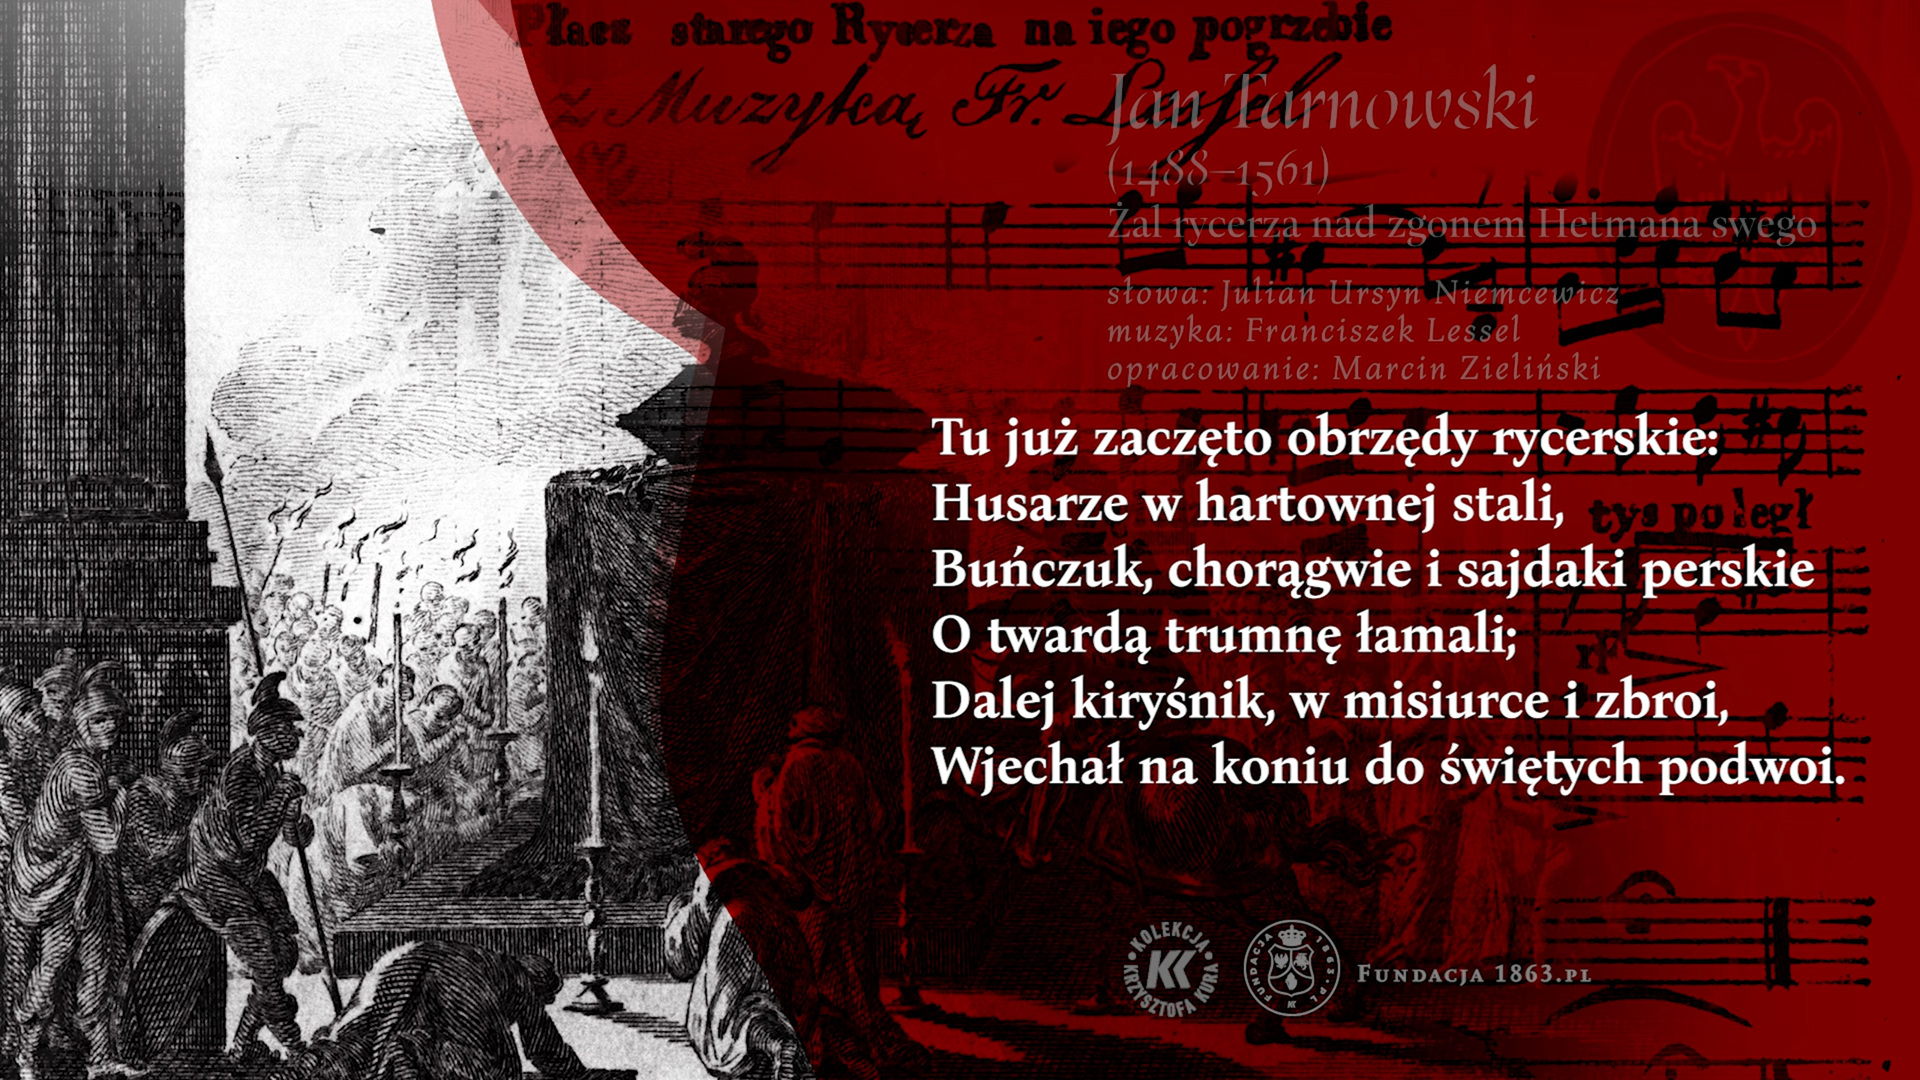 Płacz starego Rycerza na iego pogrzebie
z Muzyką Fr. Lessel
Jan Tarnowski
(1488–1561)
Żal rycerza nad zgonem Hetmana swego
słowa: Julian Ursyn Niemcewicz
muzyka: Franciszek Lessel
opracowanie: Marcin Zieliński
Tu już zaczęto obrzędy rycerskie:
Husarze w hartownej stali,
tys poległ
Buńczuk, chorągwie i sajdaki perskie
O twardą trumnę łamali;
Dalej kiryśnik, w misiurce i zbroi,
Wjechał na koniu do świętych podwoi.
KOLEKCJA KK KRZYSZTOFA KURA
FUNDACJA 1863.PL
Fundacja 1863.pl